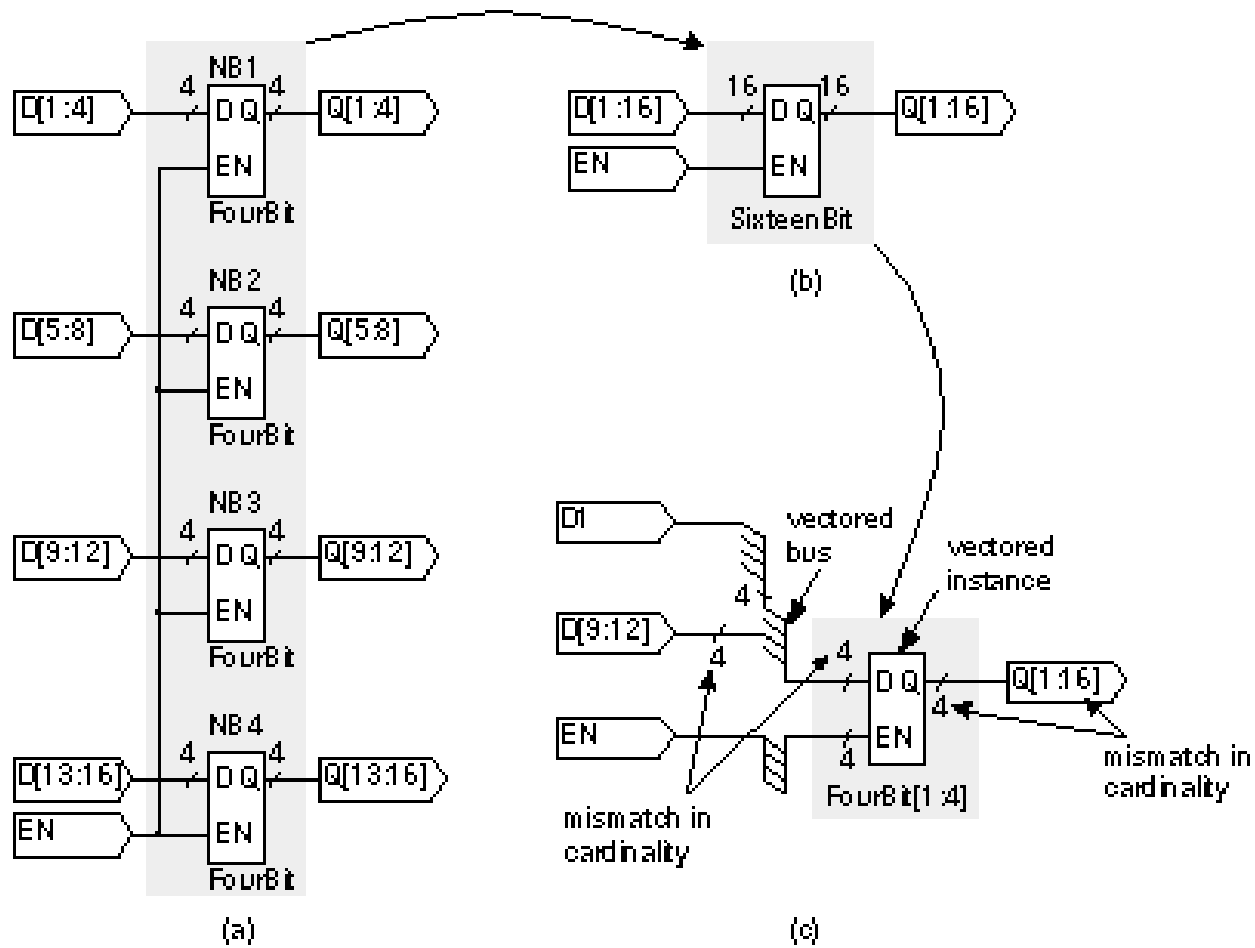 NB1
4 4
D[1:4] D Q Q[1:4]
EN
FourBit
NB2
4 4
D[5:8] D Q Q[5:8]
EN
FourBit
NB3
4 4
D[9:12] D Q Q[9:12]
EN
FourBit
NB4
4 4
D[13:16] D Q Q[13:16]
EN EN
FourBit
(a)
16 16
D[1:16] D Q Q[1:16]
EN EN
SixteenBit
(b)
D1
vectored
bus
vectored
instance
4
D[9:12]
4
4
D Q Q[1:16]
4
EN EN
4
FourBit[1:4]
mismatch in
cardinality
mismatch in
cardinality
(c)